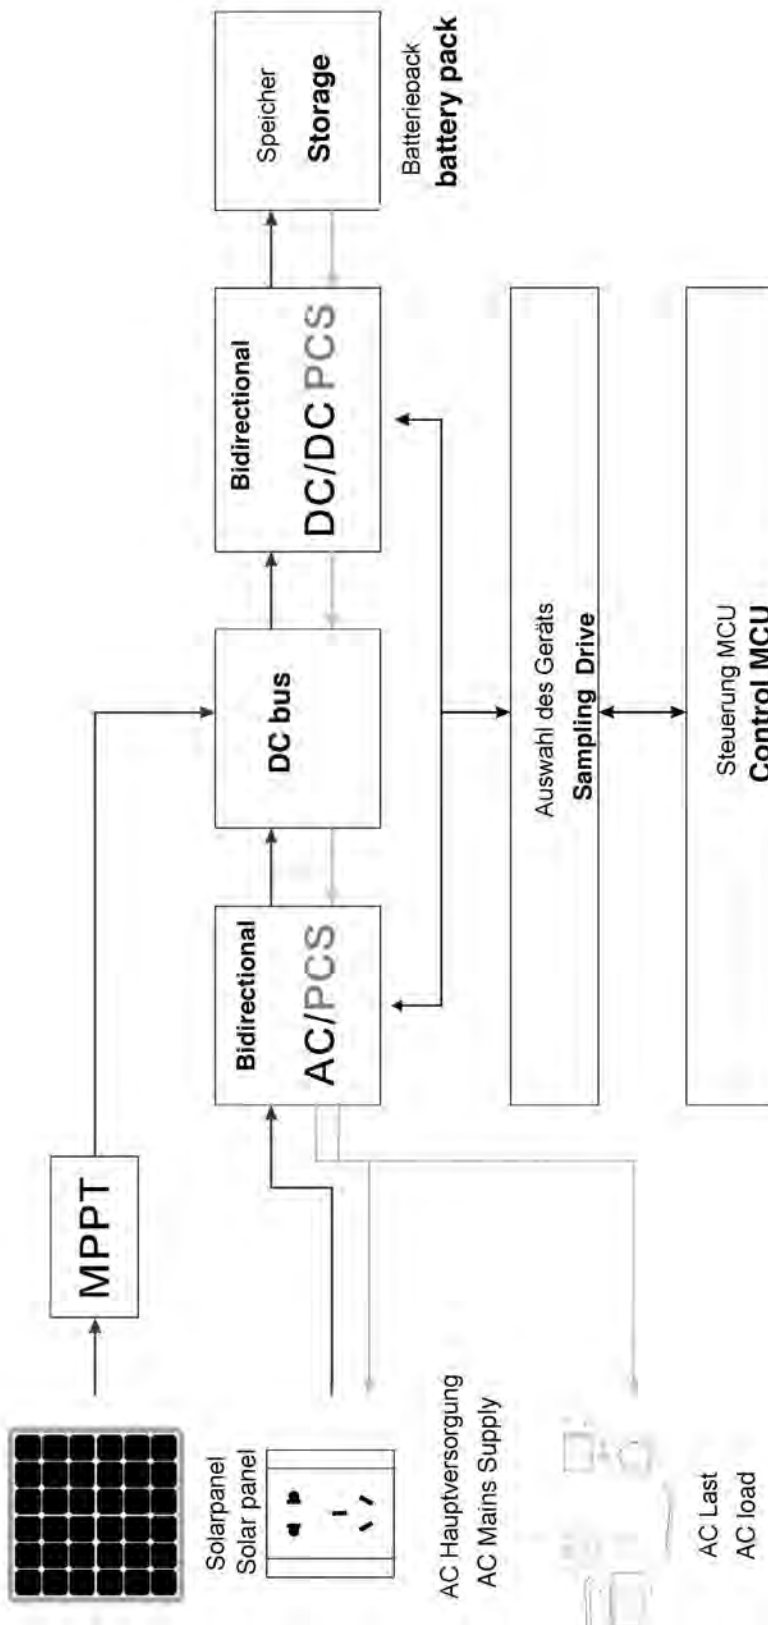 MPPT
Solarpanel
Solar panel
Bidirectional
AC/PCS
DC bus
Bidirectional
DC/DC PCS
Speicher
Storage
Batteriepack
battery pack
AC Hauptversorgung
AC Mains Supply
Auswahl des Geräts
Sampling Drive
AC Last
AC load
Steuerung MCU
Control MCU